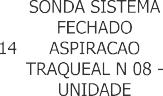 SONDA SISTEMA
FECHADO
14 ASPIRACAO
TRAQUEAL N 08 -
UNIDADE